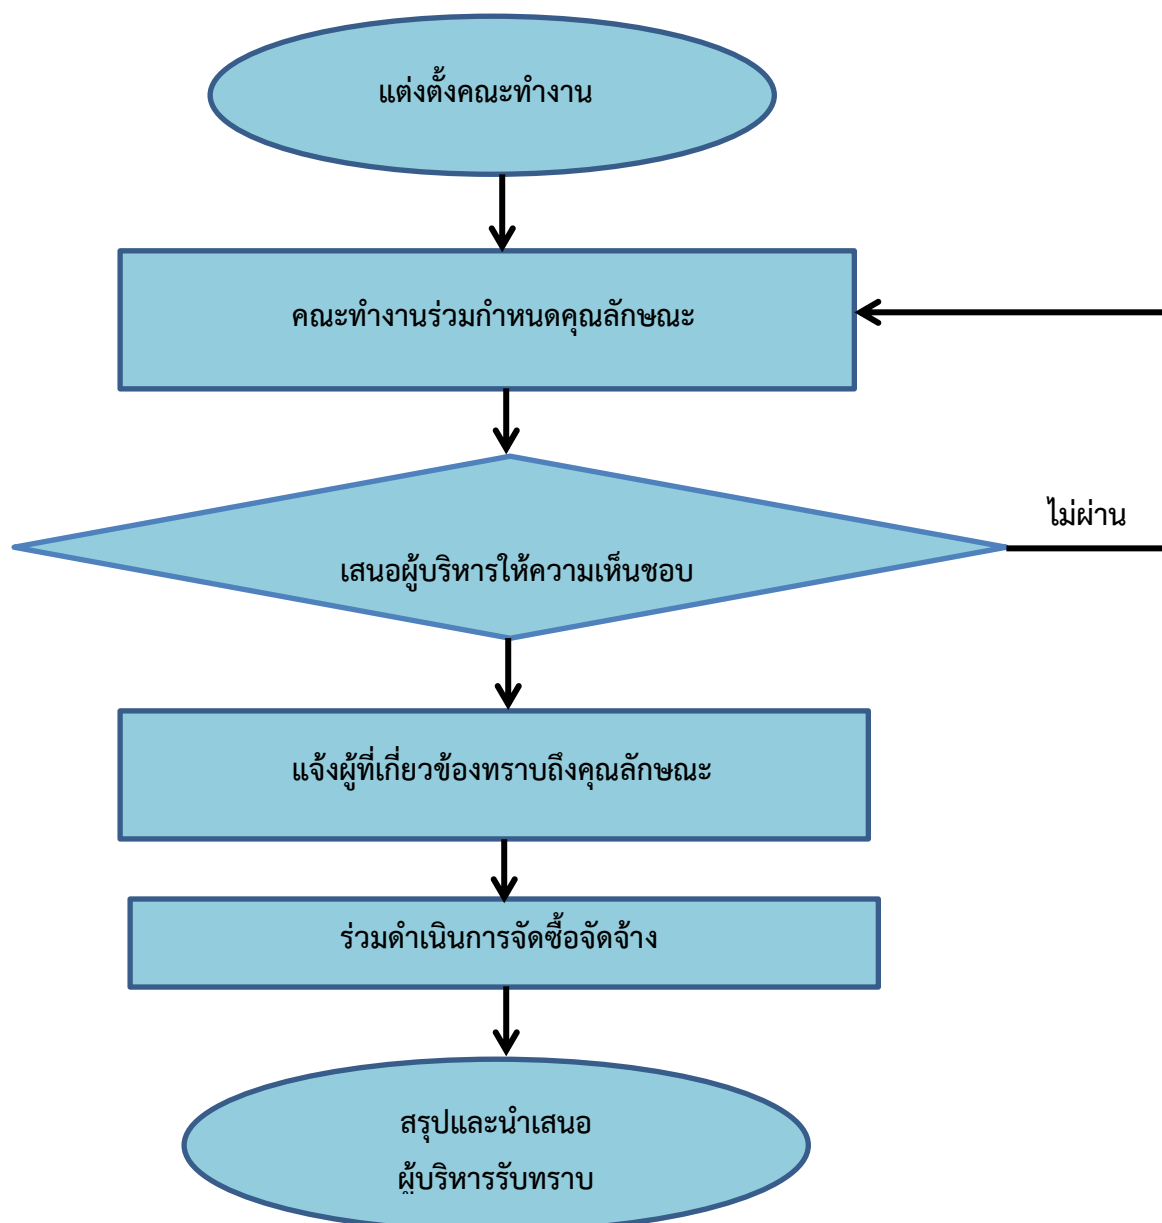 แต่งตั้งคณะทำงาน
คณะทำงานร่วมกำหนดคุณลักษณะ
ไม่ผ่าน
เสนอผู้บริหารให้ความเห็นชอบ
แจ้งผู้ที่เกี่ยวข้องทราบถึงคุณลักษณะ
ร่วมดำเนินการจัดซื้อจัดจ้าง
สรุปและนำเสนอ
ผู้บริหารรับทราบ